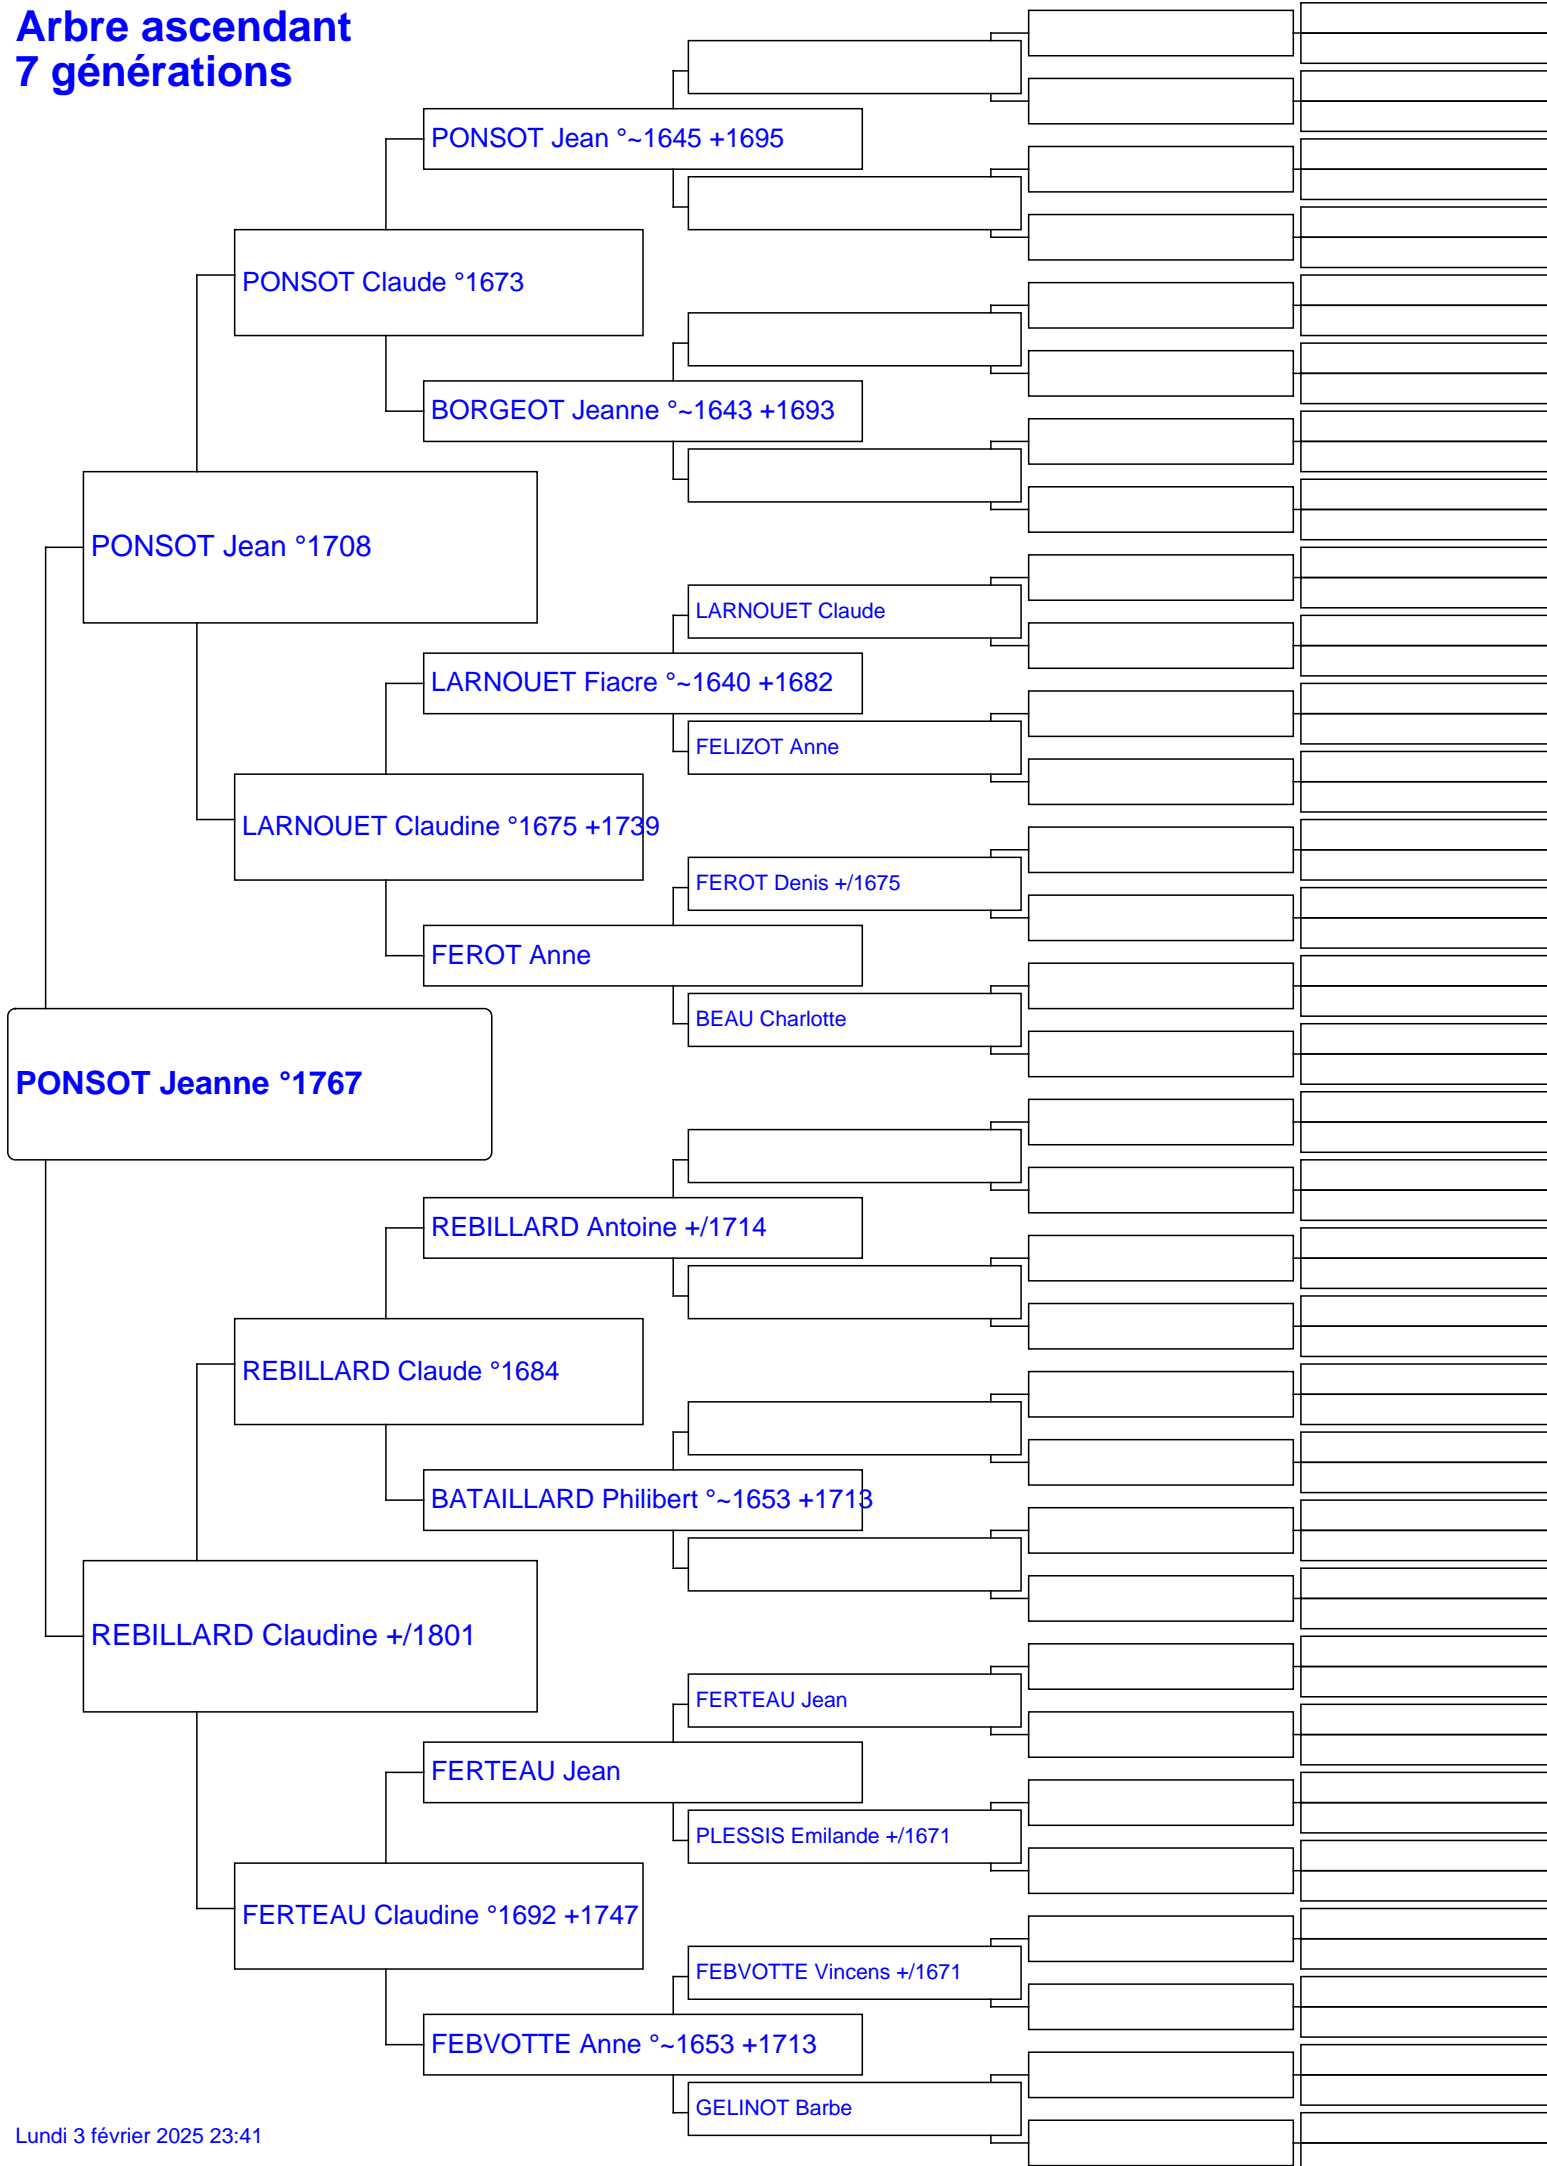 Arbre ascendant
7 générations
PONSOT Jean °~1645 +1695
PONSOT Claude °1673
BORGEOT Jeanne °~1643 +1693
PONSOT Jean °1708
LARNOUET Claude
LARNOUET Fiacre °~1640 +1682
FELIZOT Anne
LARNOUET Claudine °1675 +1739
FEROT Denis +/1675
FEROT Anne
BEAU Charlotte
PONSOT Jeanne °1767
REBILLARD Antoine +/1714
REBILLARD Claude °1684
BATAILLARD Philibert °~1653 +1713
REBILLARD Claudine +/1801
FERTEAU Jean
FERTEAU Jean
PLESSIS Emilande +/1671
FERTEAU Claudine °1692 +1747
FEBVOTTE Vincens +/1671
FEBVOTTE Anne °~1653 +1713
GELINOT Barbe
Lundi 3 février 2025 23:41